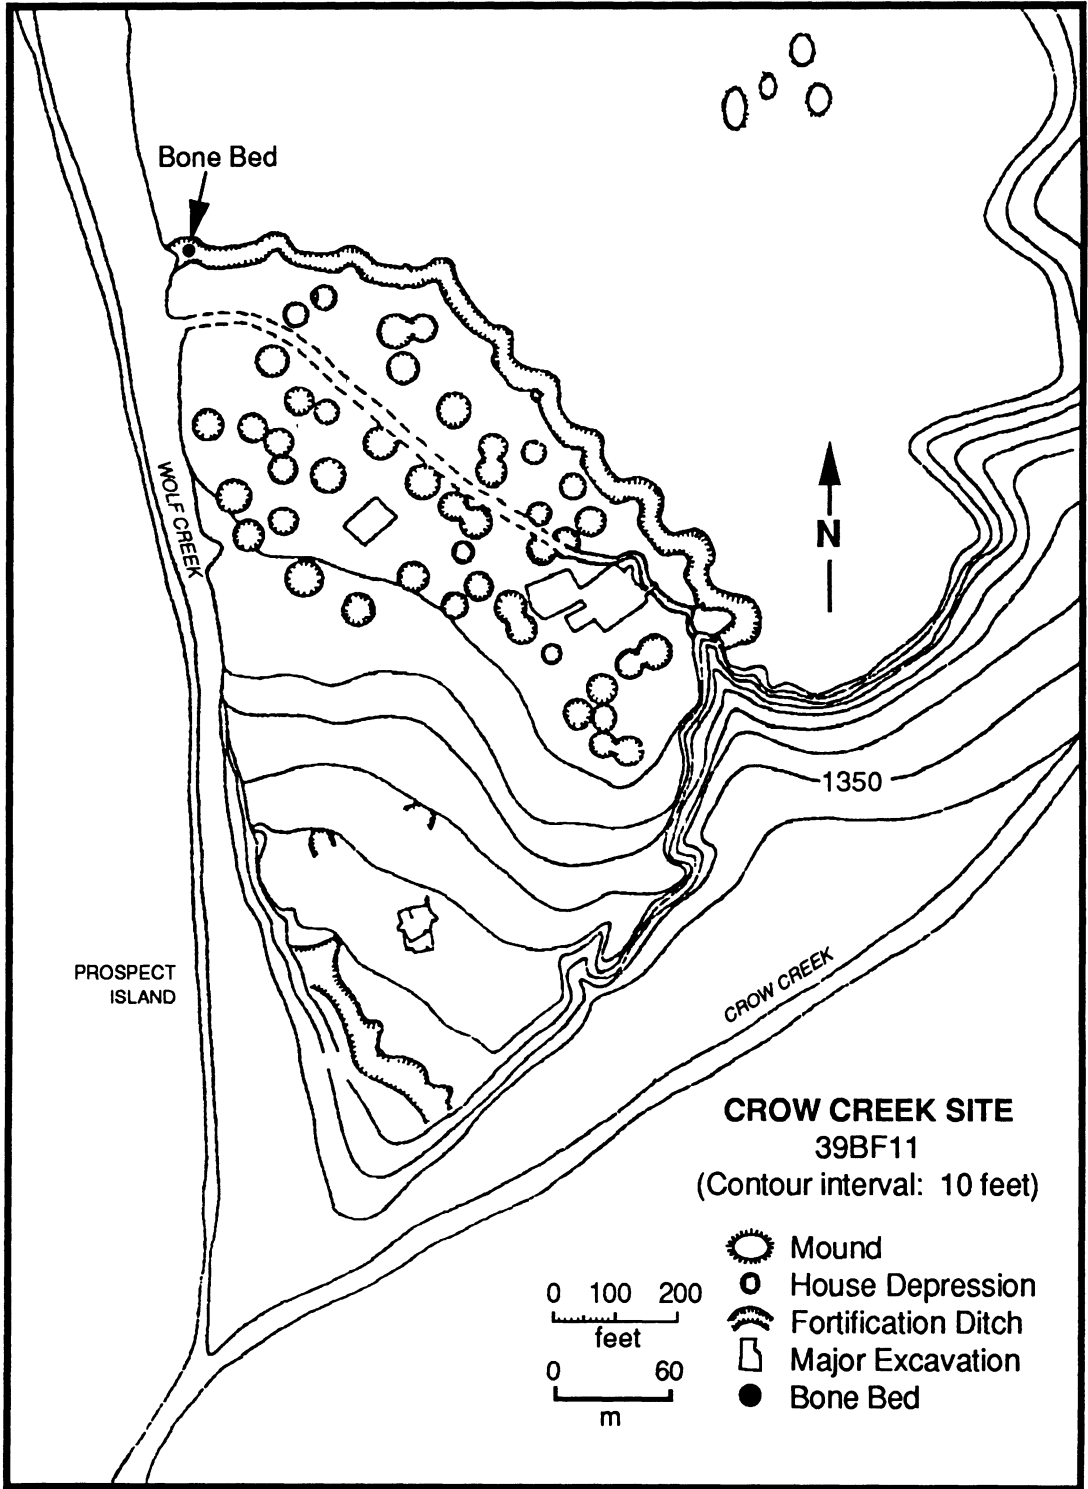 Bone Bed
WOLF CREEK
N
1350
PROSPECT
ISLAND
CROW CREEK
CROW CREEK SITE
39BF11
(Contour interval: 10 feet)
Mound
House Depression
Fortification Ditch
Major Excavation
Bone Bed
0 100 200
feet
0 60
m